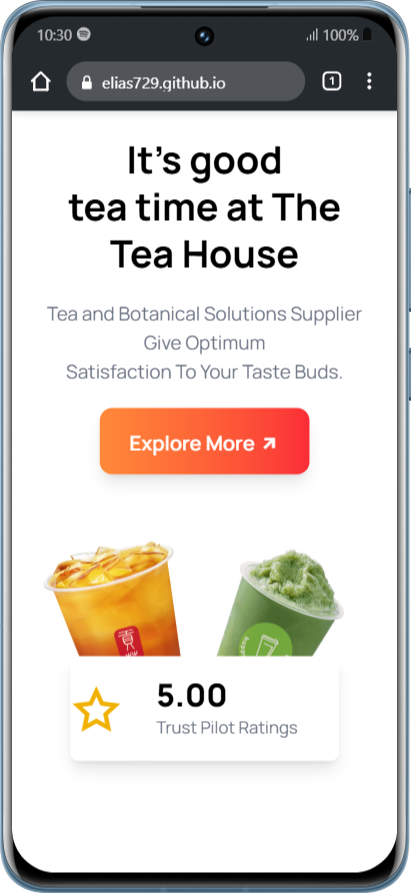 10:30
100%
elias729.github.io
1
It's good
tea time at The
Tea House
Tea and Botanical Solutions Supplier
Give Optimum
Satisfaction To Your Taste Buds.
Explore More
貢
5.00
Trust Pilot Ratings